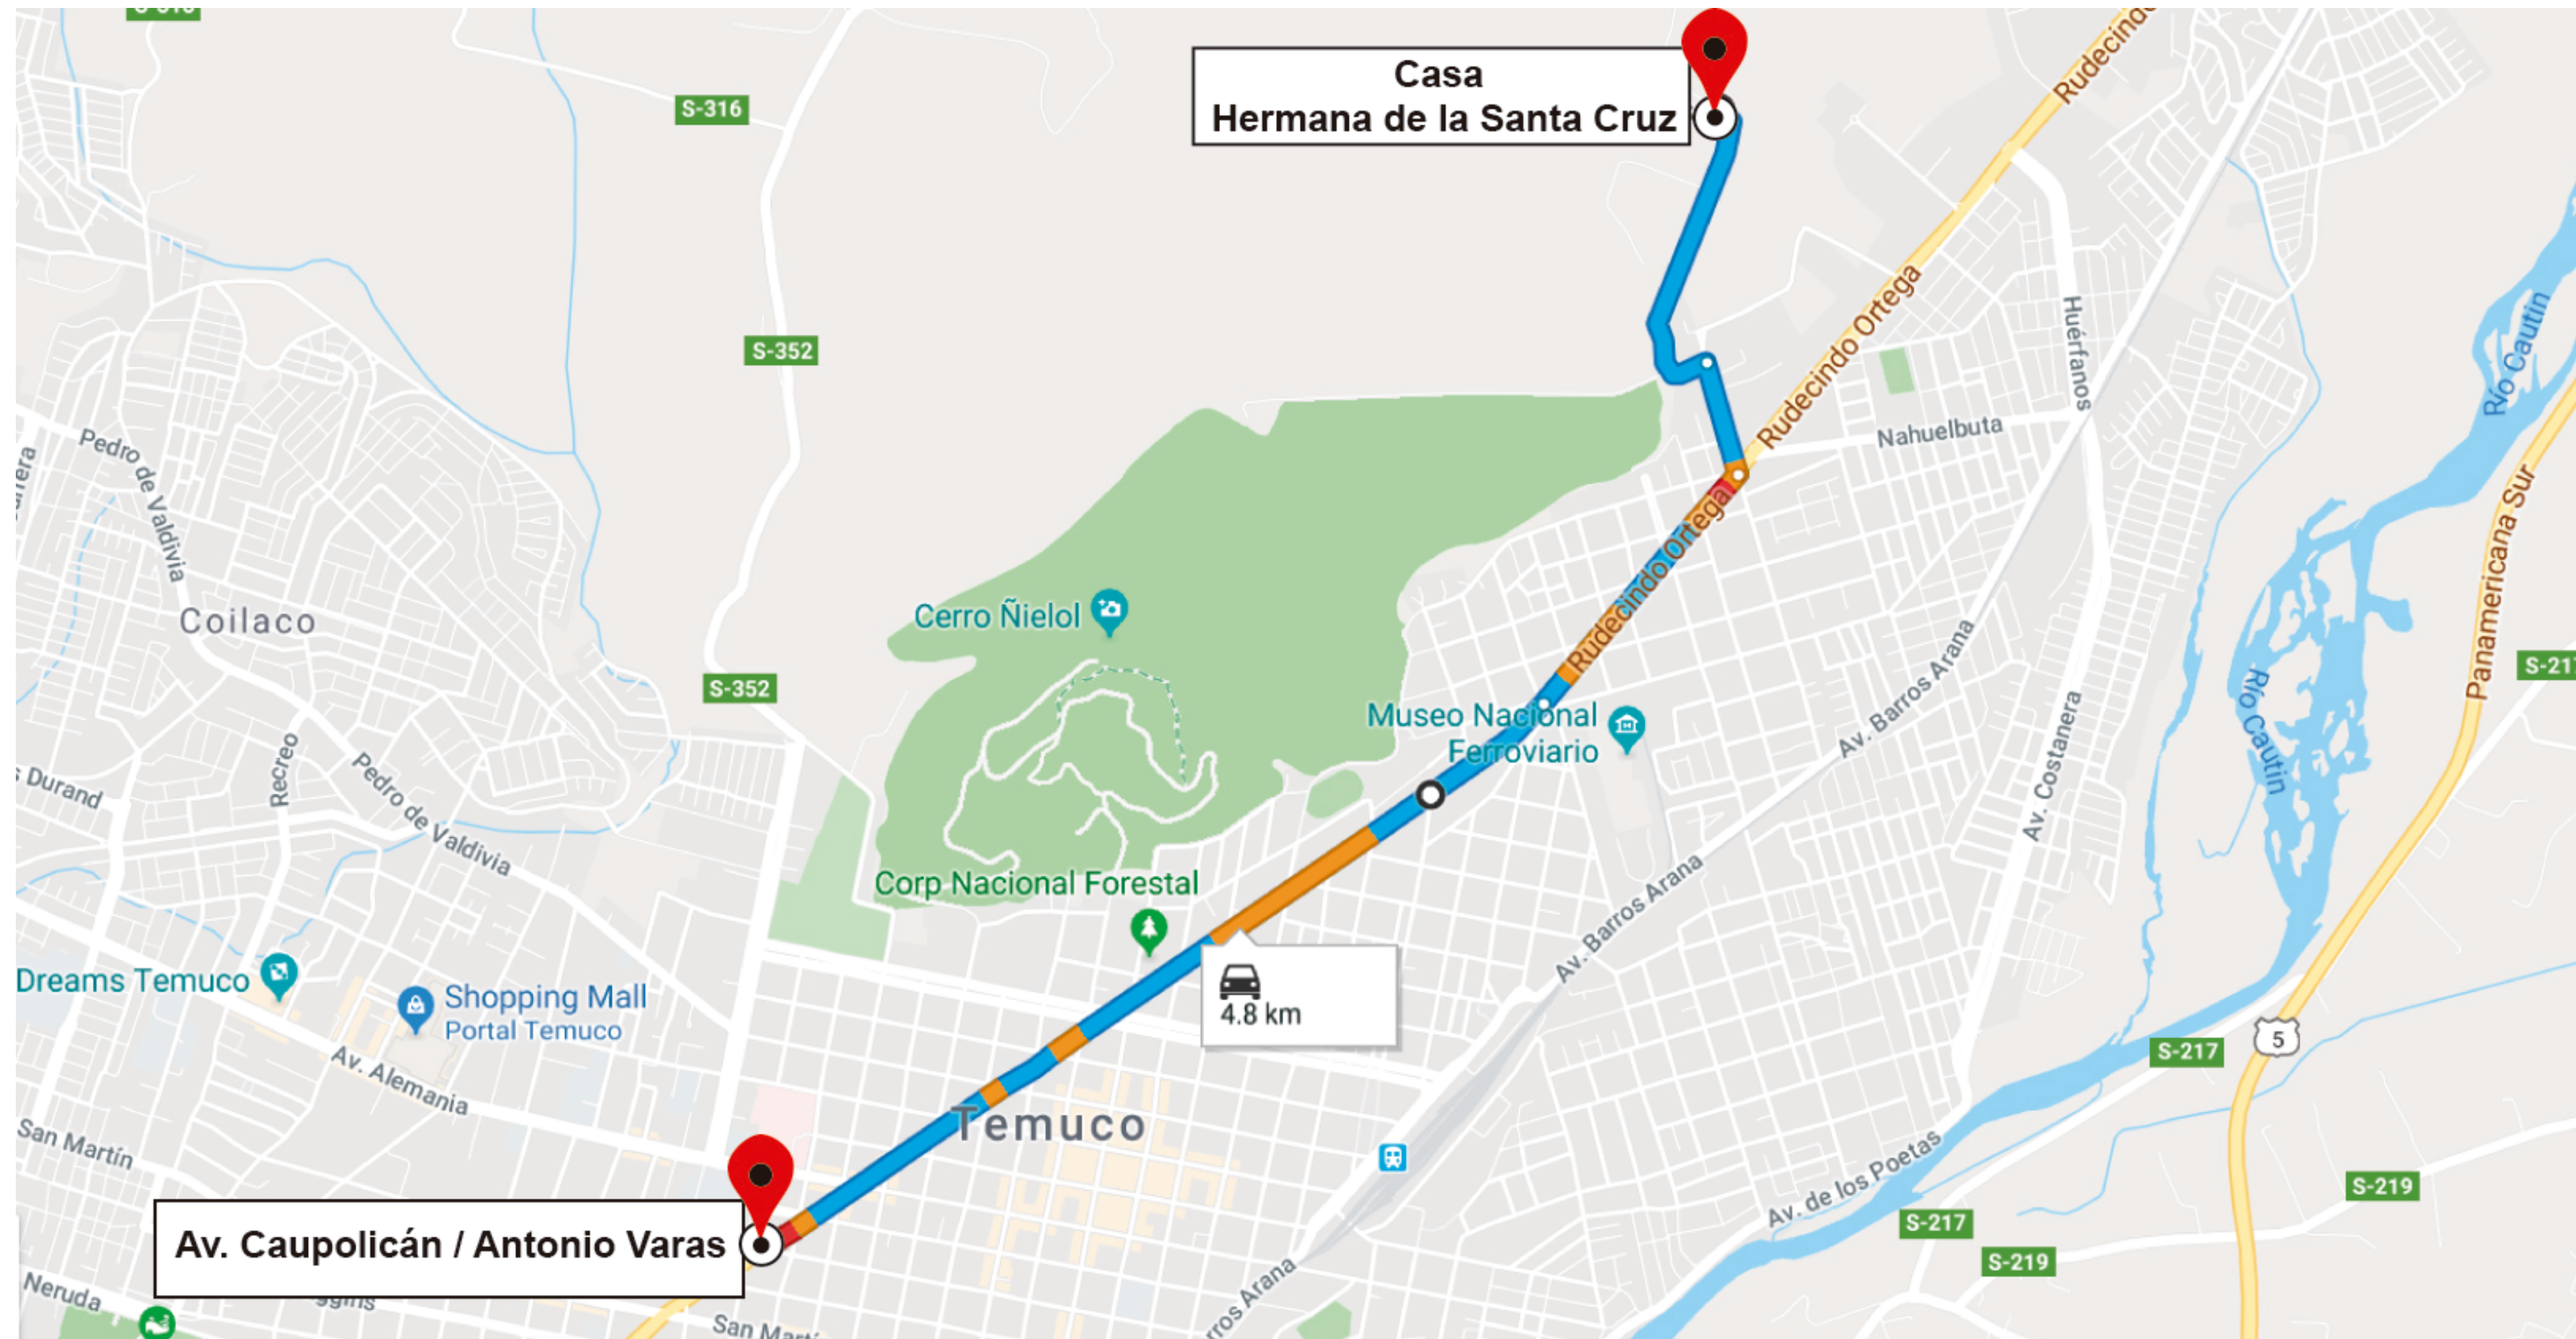 Casa
Hermana de la Santa Cruz
Rudecindo
S-316
Río Cautín
Huérfanos
Rudecindo Ortega
S-352
Nahuelbuta
Pedro de Valdivia
Rudecindo Ortega
Panamericana Sur
Cerro Ñielol
Coilaco
S-217
S-352
Museo Nacional
Ferroviario
Av. Barros Arana
Río Cautín
Av. Costanera
Recreo
Durand
Pedro de Valdivia
Corp Nacional Forestal
Av. Barros Arana
Dreams Temuco
Shopping Mall
Portal Temuco
4.8 km
5
S-217
Av. Alemania
Temuco
San Martín
Av. de los Poetas
S-219
Av. Caupolicán / Antonio Varas
S-217
S-219
Neruda
ggins
rros Arana
San Martí